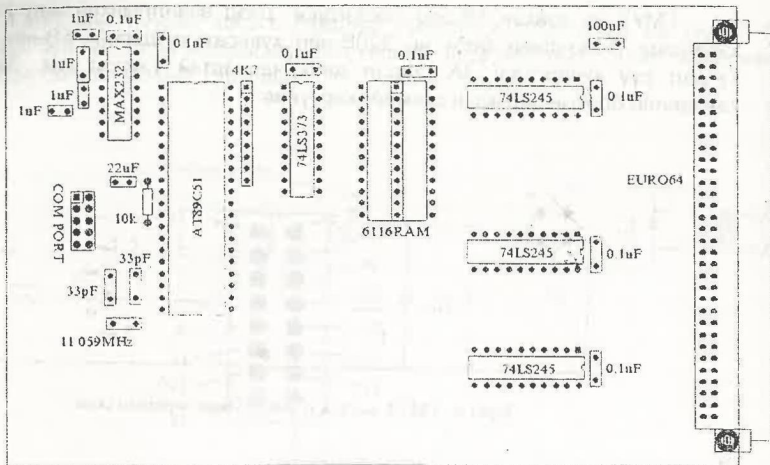 1uF
0.1uF
0.1uF
1uF
1uF
1uF
MAX232
22uF
10k
COM PORT
33pF
33pF
11 059MHz
AT89C51
4K7
0.1uF
74LS373
0.1uF
6116RAM
100uF
74LS245
0.1uF
74LS245
0.1uF
74LS245
0.1uF
EURO64